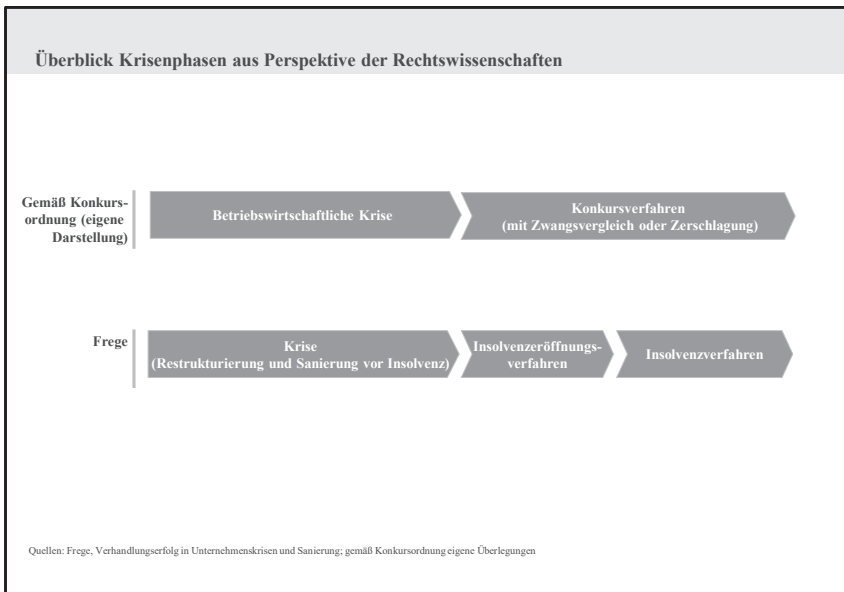 Überblick Krisenphasen aus Perspektive der Rechtswissenschaften
Gemäß Konkurs-
ordnung (eigene
Darstellung)
Betriebswirtschaftliche Krise
Konkursverfahren
(mit Zwangsvergleich oder Zerschlagung)
Frege
Krise
(Restrukturierung und Sanierung vor Insolvenz)
Insolvenzeröffnungs-
verfahren
Insolvenzverfahren
Quellen: Frege, Verhandlungserfolg in Unternehmenskrisen und Sanierung; gemäß Konkursordnung eigene Überlegungen